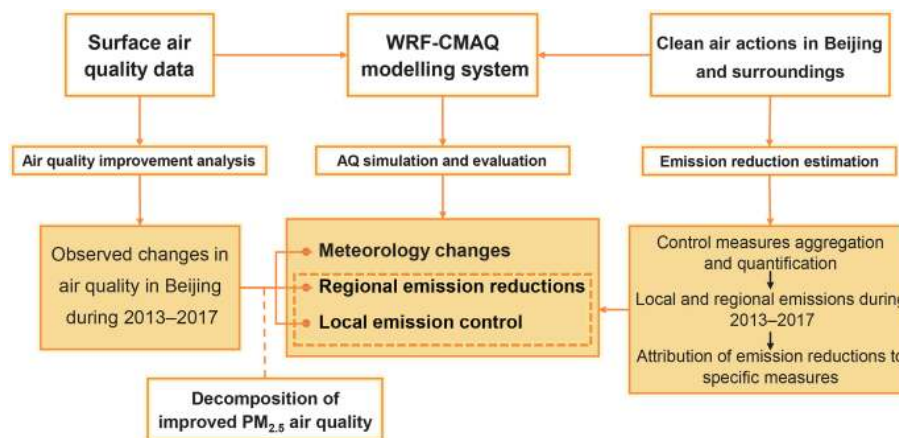 Surface air
quality data
WRF-CMAQ
modelling system
Clean air actions in Beijing
and surroundings
Air quality improvement analysis
AQ simulation and evaluation
Emission reduction estimation
Observed changes in
air quality in Beijing
during 2013–2017
Meteorology changes
Regional emission reductions
Local emission control
Control measures aggregation
and quantification
Local and regional emissions during
2013–2017
Attribution of emission reductions to
specific measures
Decomposition of
improved PM2.5 air quality